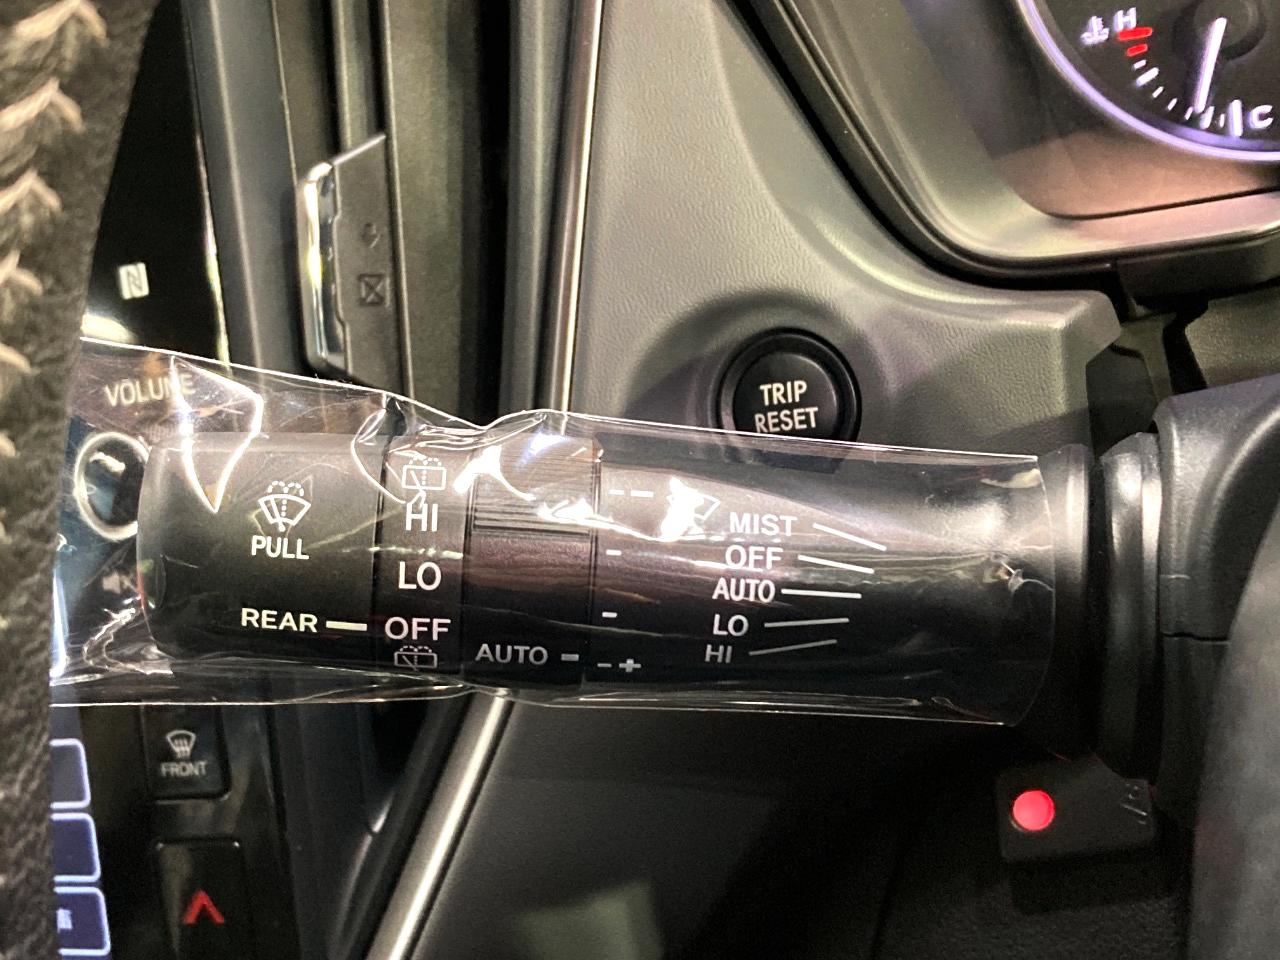 H
C
N
TRIP
RESET
VOLUME
PULL
REAR
HI
LO
OFF
AUTO
- +
MIST
OFF
AUTO
LO
HI
FRONT